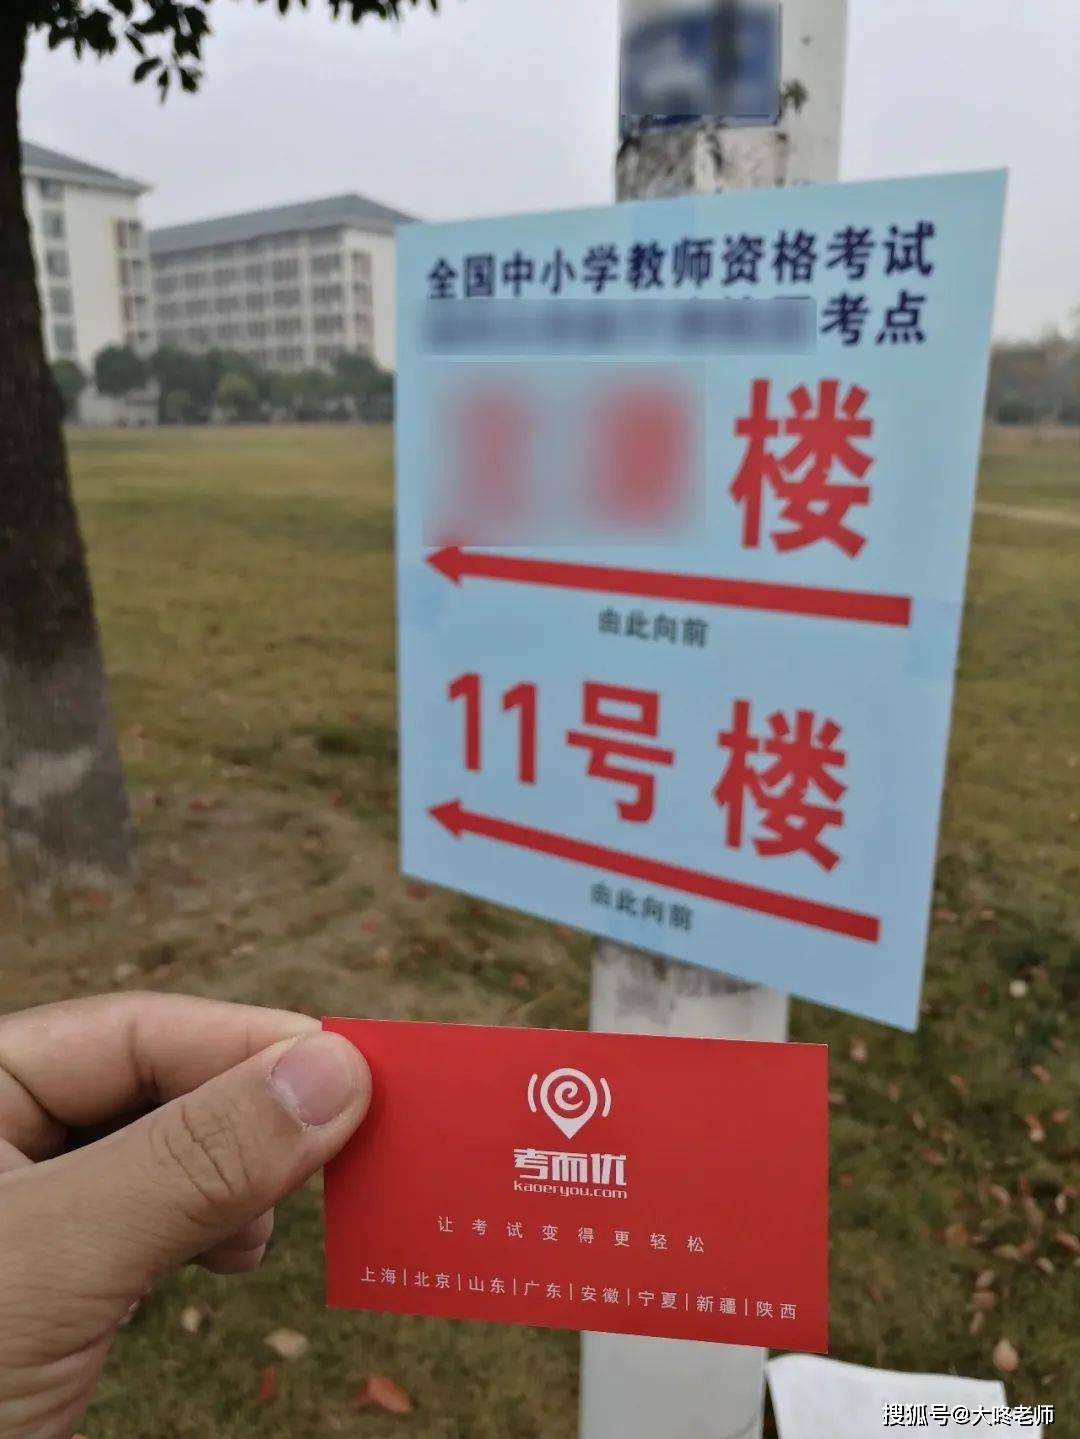 全国中小学教师资格考试
考点
楼
由此向前
11号楼
由此向前
考而优
kaoeryou.com
让考试变得更轻松
上海|北京|山东|广东|安徽|宁夏|新疆|陕西
搜狐号@大咚老师